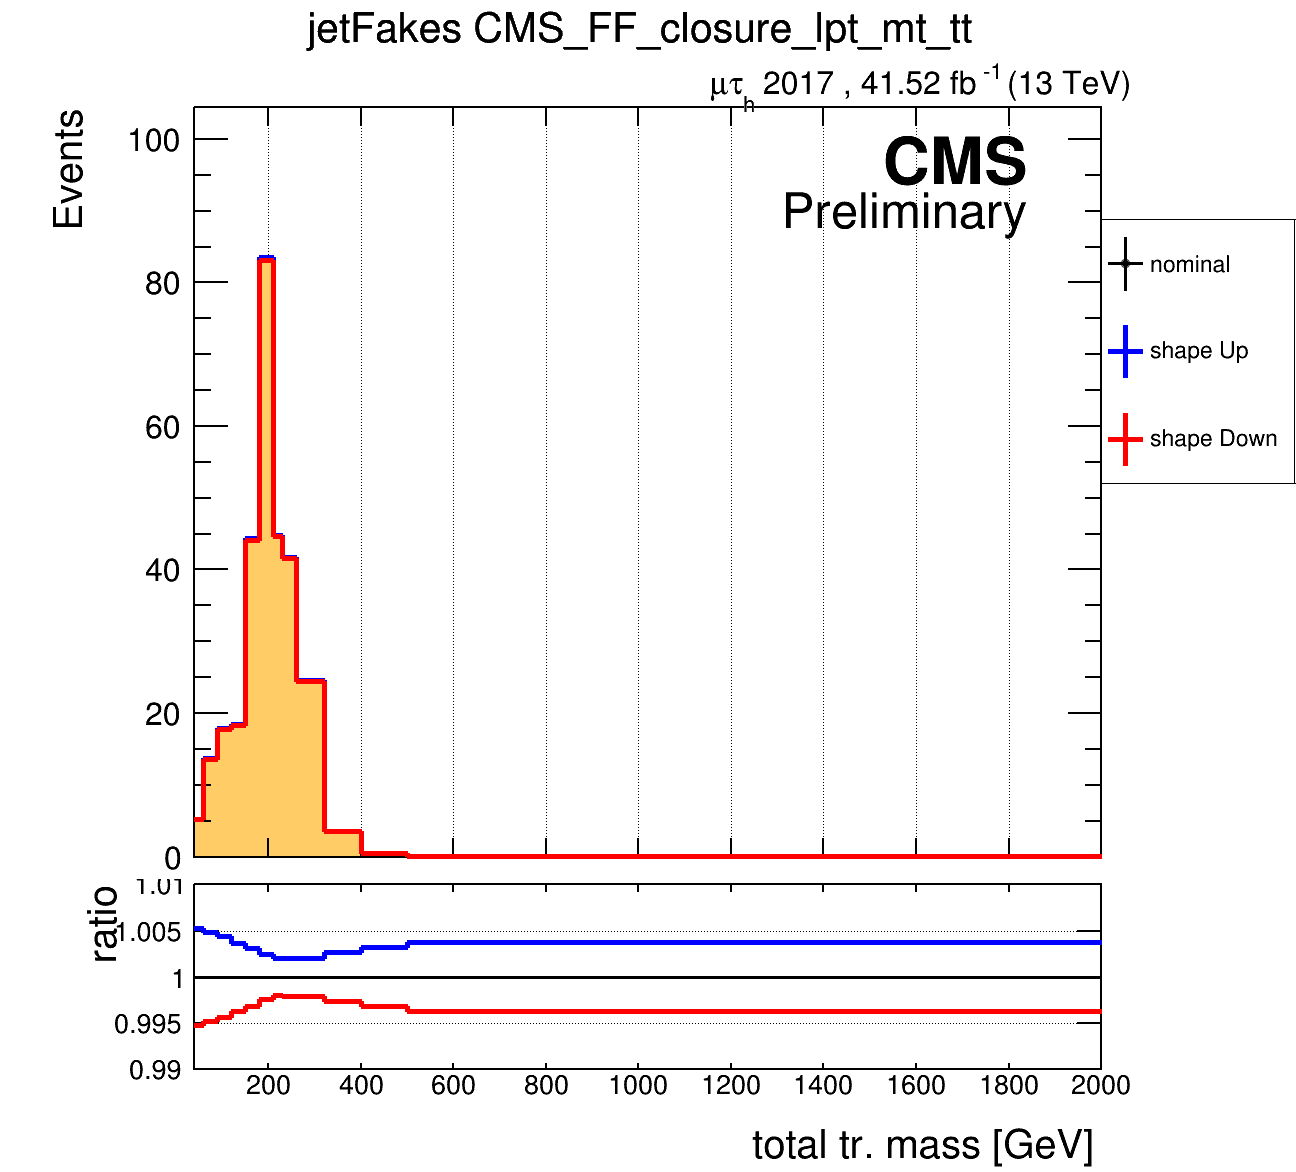 jetFakes CMS_FF_closure_lpt_mt_tt
μτh 2017 , 41.52 fb-1 (13 TeV)
Events
100
80
60
40
20
0
CMS
Preliminary
nominal
shape Up
shape Down
ratio
1.01
1.005
1
0.995
0.99
200 400 600 800 1000 1200 1400 1600 1800 2000
total tr. mass [GeV]